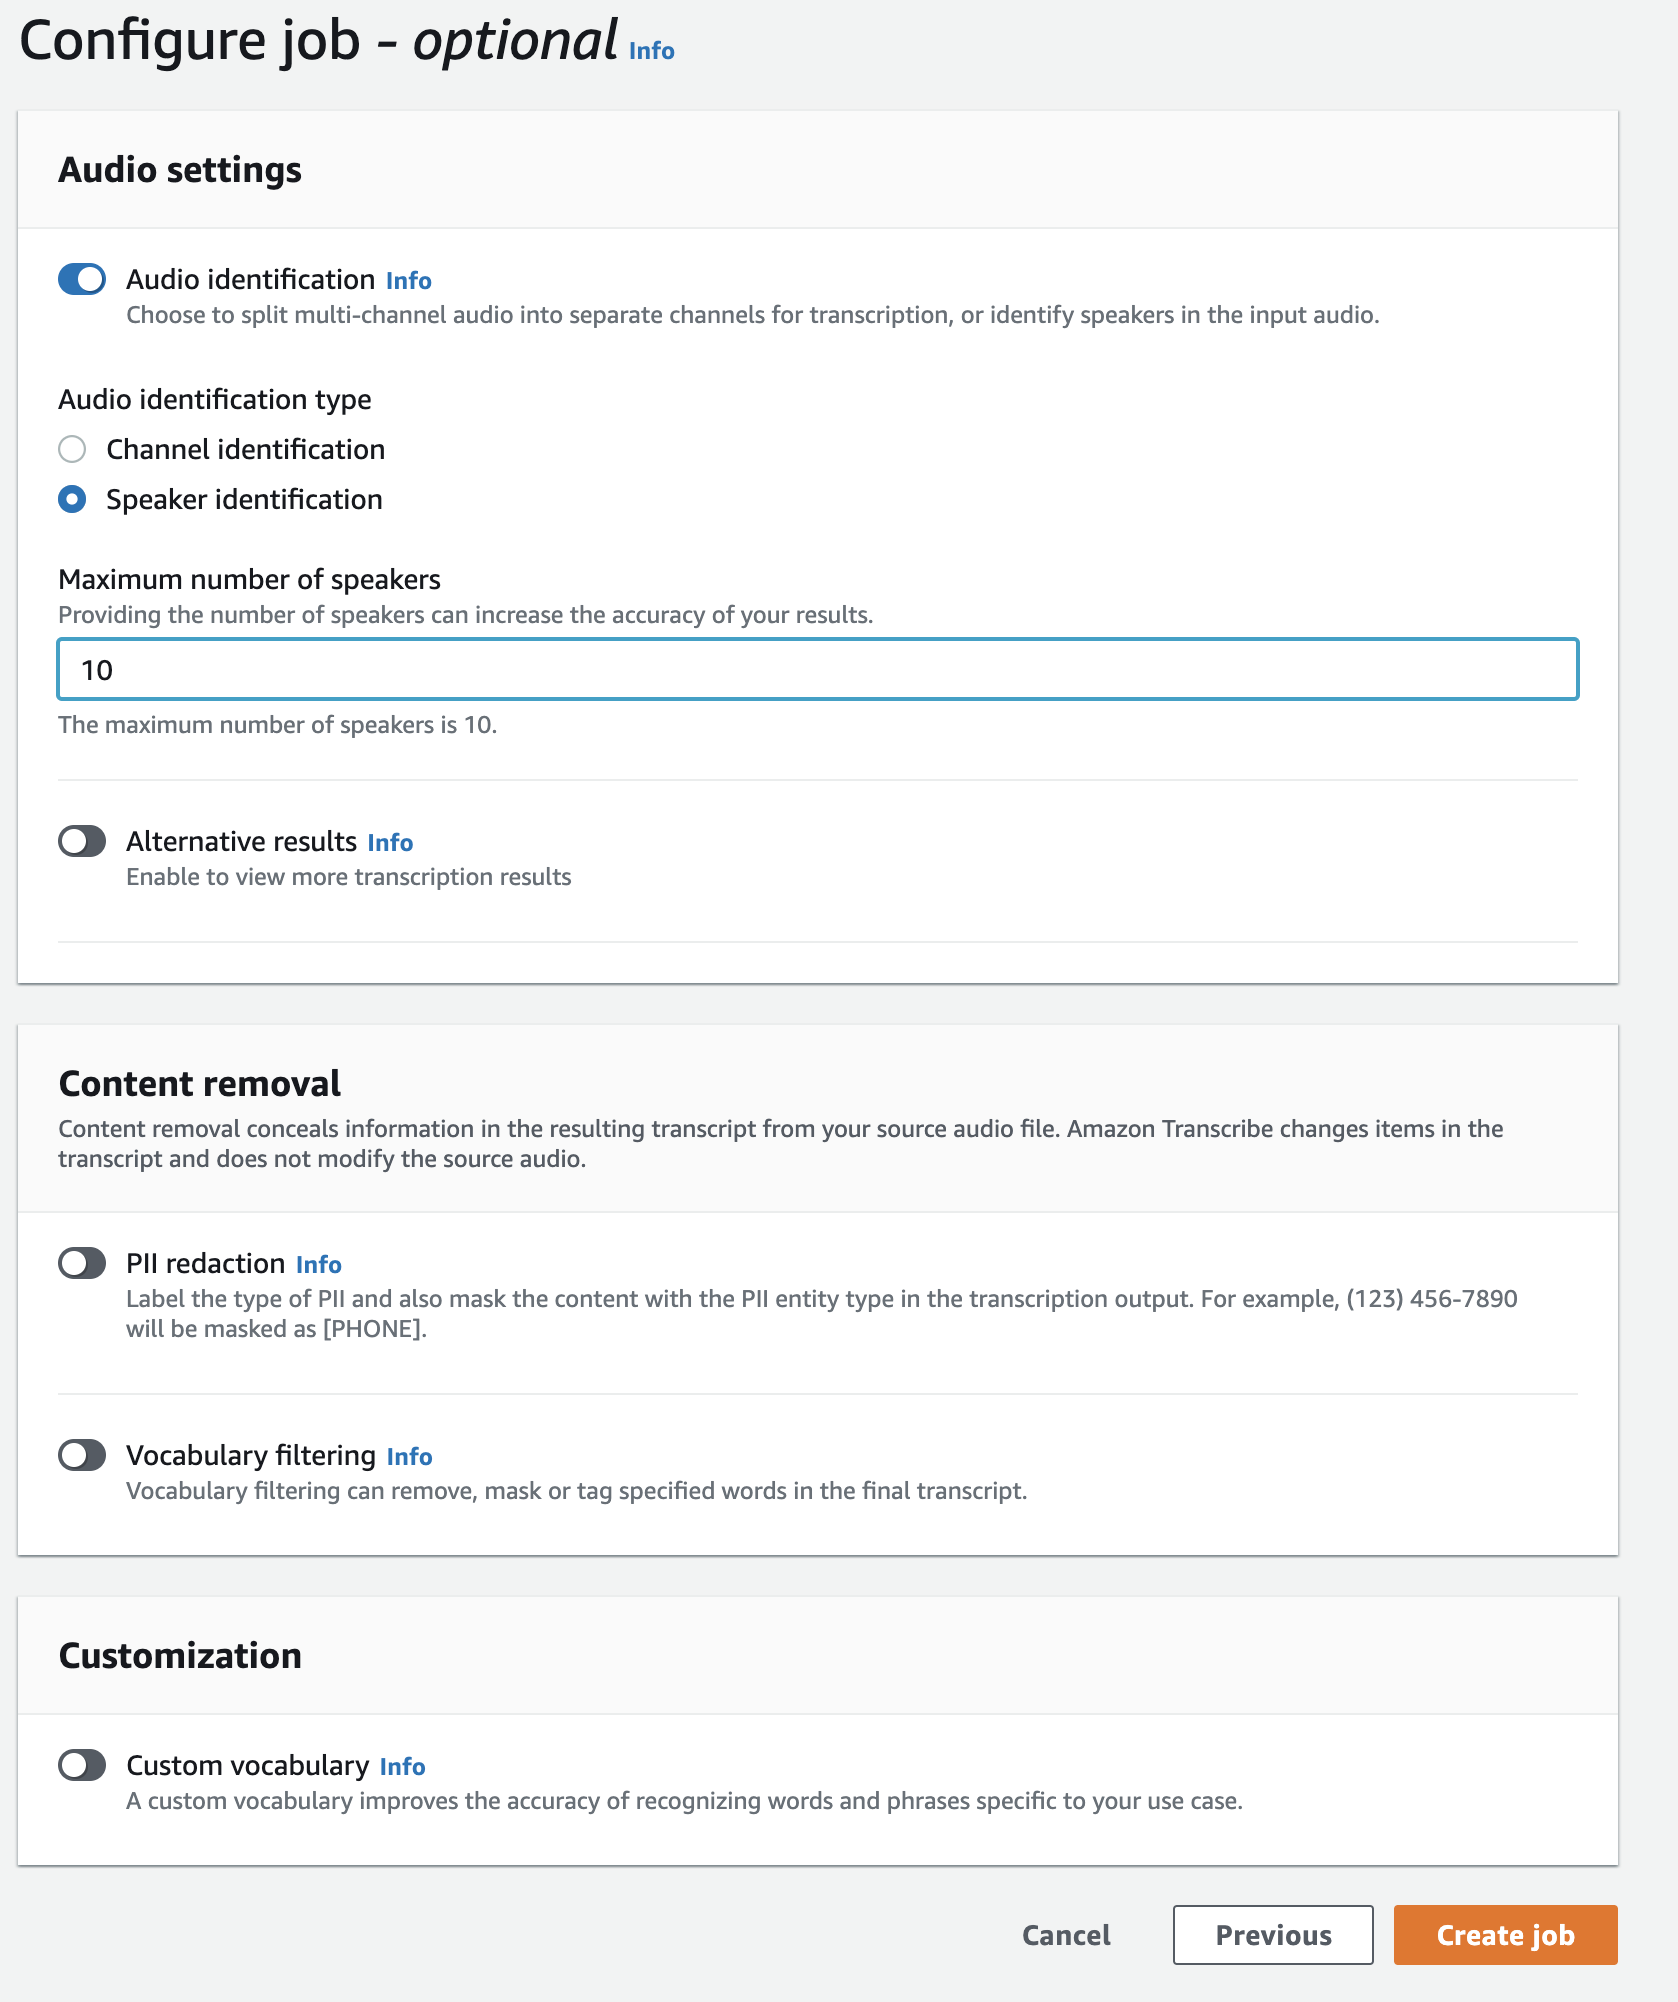 Configure job - optional Info
Audio settings
Audio identification Info
Choose to split multi-channel audio into separate channels for transcription, or identify speakers in the input audio.
Audio identification type
Channel identification
Speaker identification
Maximum number of speakers
Providing the number of speakers can increase the accuracy of your results.
10
The maximum number of speakers is 10.
Alternative results Info
Enable to view more transcription results
Content removal
Content removal conceals information in the resulting transcript from your source audio file. Amazon Transcribe changes items in the
transcript and does not modify the source audio.
PII redaction Info
Label the type of PII and also mask the content with the PII entity type in the transcription output. For example, (123) 456-7890
will be masked as [PHONE].
Vocabulary filtering Info
Vocabulary filtering can remove, mask or tag specified words in the final transcript.
Customization
Custom vocabulary Info
A custom vocabulary improves the accuracy of recognizing words and phrases specific to your use case.
Cancel Previous Create job